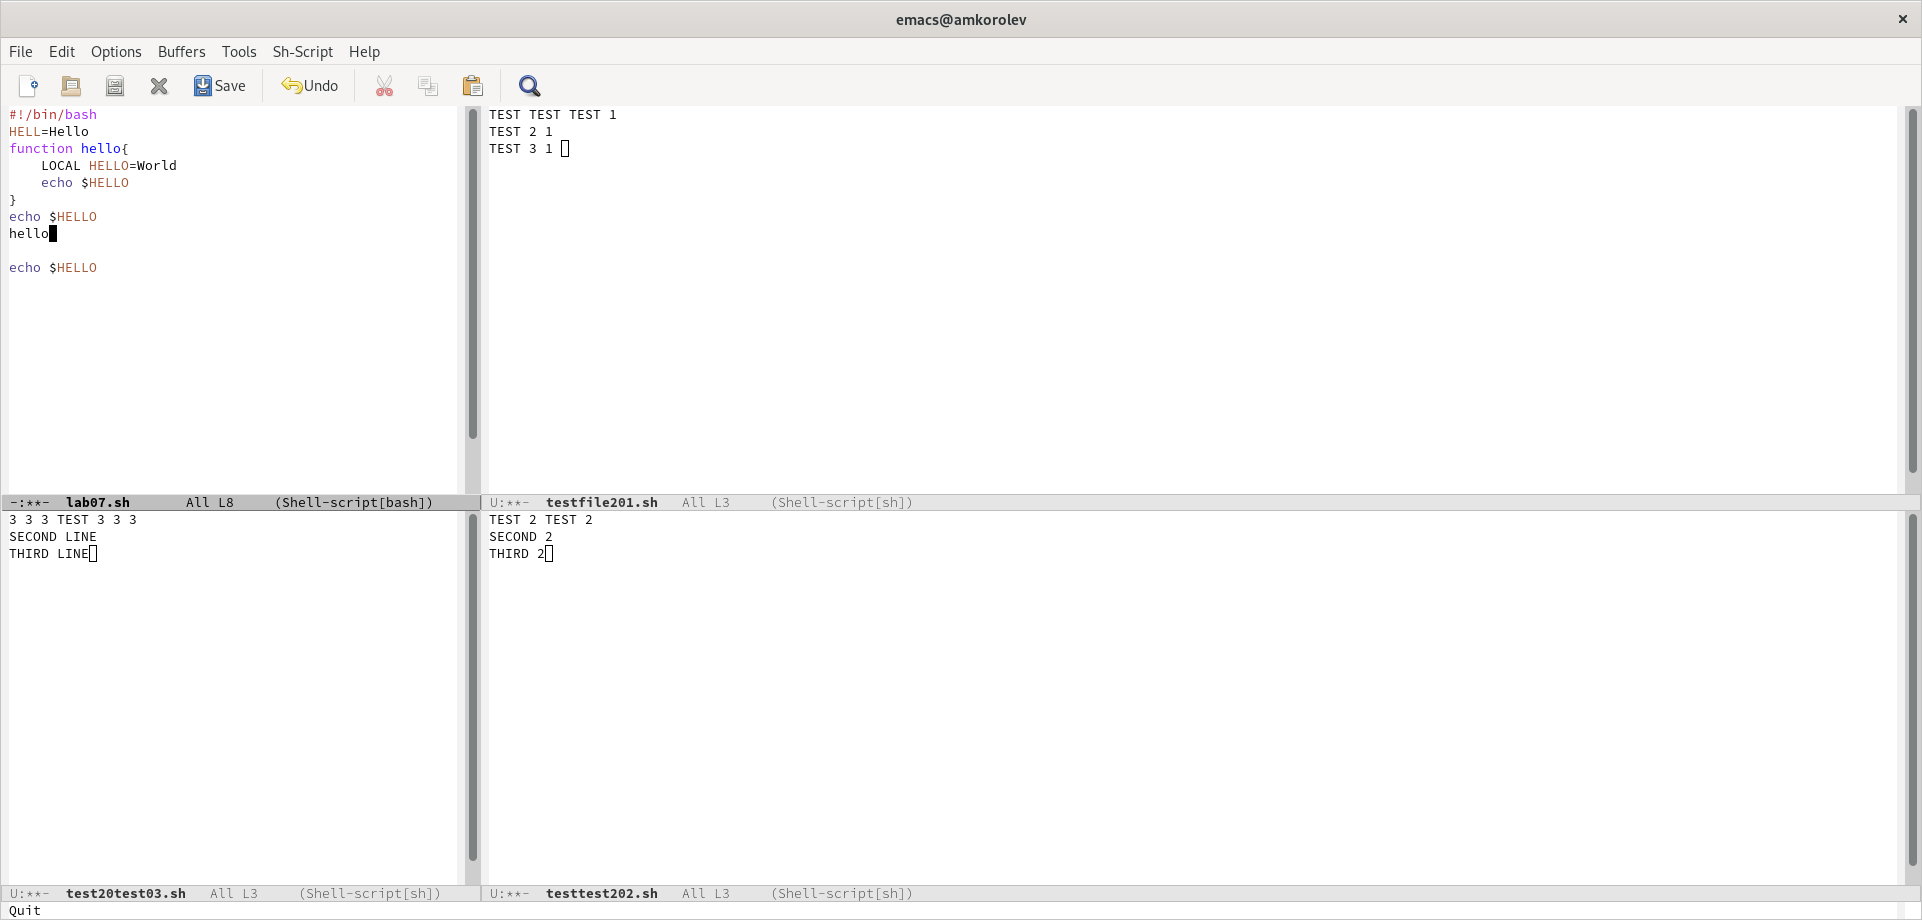 emacs@amkorolev
File Edit Options Buffers Tools Sh-Script Help
Save Undo
#!/bin/bash
HELL=Hello
function hello{
    LOCAL HELLO=World
    echo $HELLO
}
echo $HELLO
hello

echo $HELLO
-:**-  lab07.sh       All L8     (Shell-script[bash])
TEST TEST TEST 1
TEST 2 1
TEST 3 1
U:**-  testfile201.sh   All L3     (Shell-script[sh])
3 3 3 TEST 3 3 3
SECOND LINE
THIRD LINE
U:**-  test20test03.sh   All L3     (Shell-script[sh])
TEST 2 TEST 2
SECOND 2
THIRD 2
U:**-  testtest202.sh   All L3     (Shell-script[sh])
Quit